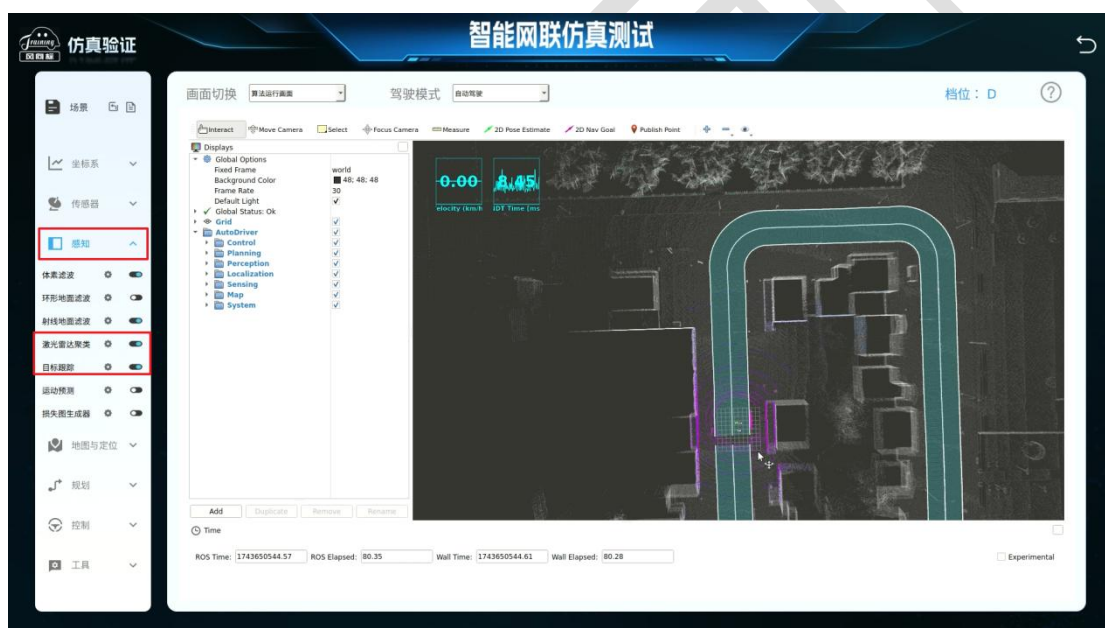 Training
仿真验证
智能网联仿真测试
场景
坐标系
传感器
感知
体素滤波
环形地面滤波
射线地面滤波
激光雷达聚类
目标跟踪
运动预测
损失图生成器
地图与定位
规划
控制
工具
画面切换 算法运行画面 驾驶模式 自动驾驶 档位： D ?
Interact Move Camera Select Focus Camera Measure 2D Pose Estimate 2D Nav Goal Publish Point
Displays
Global Options
Fixed Frame world
Background Color 48; 48; 48
Frame Rate 30
Default Light
Global Status: Ok
Grid
AutoDriver
Control
Planning
Perception
Localization
Sensing
Map
System
0.00 8.45
elocity (km/h IDT Time (ms
Add Duplicate Remove Rename
Time
ROS Time: 1743650544.57 ROS Elapsed: 80.35 Wall Time: 1743650544.61 Wall Elapsed: 80.28 Experimental